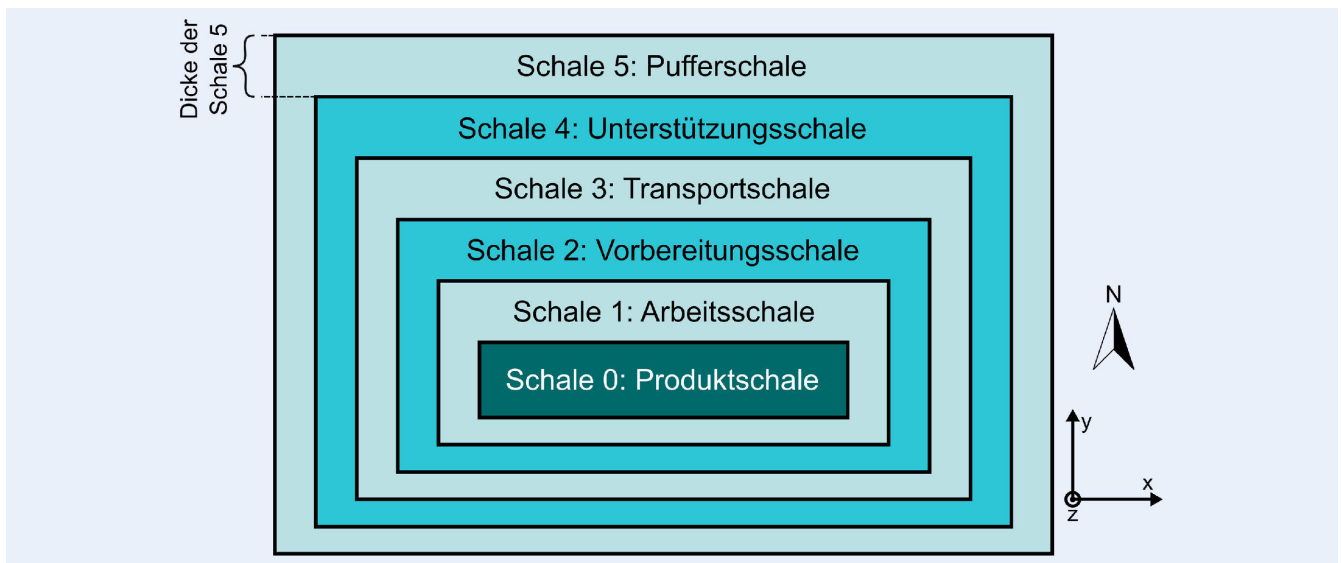 Dicke der
Schale 5
Schale 5: Pufferschale
Schale 4: Unterstützungsschale
Schale 3: Transportschale
Schale 2: Vorbereitungsschale
Schale 1: Arbeitsschale
Schale 0: Produktschale
N
y
x
z